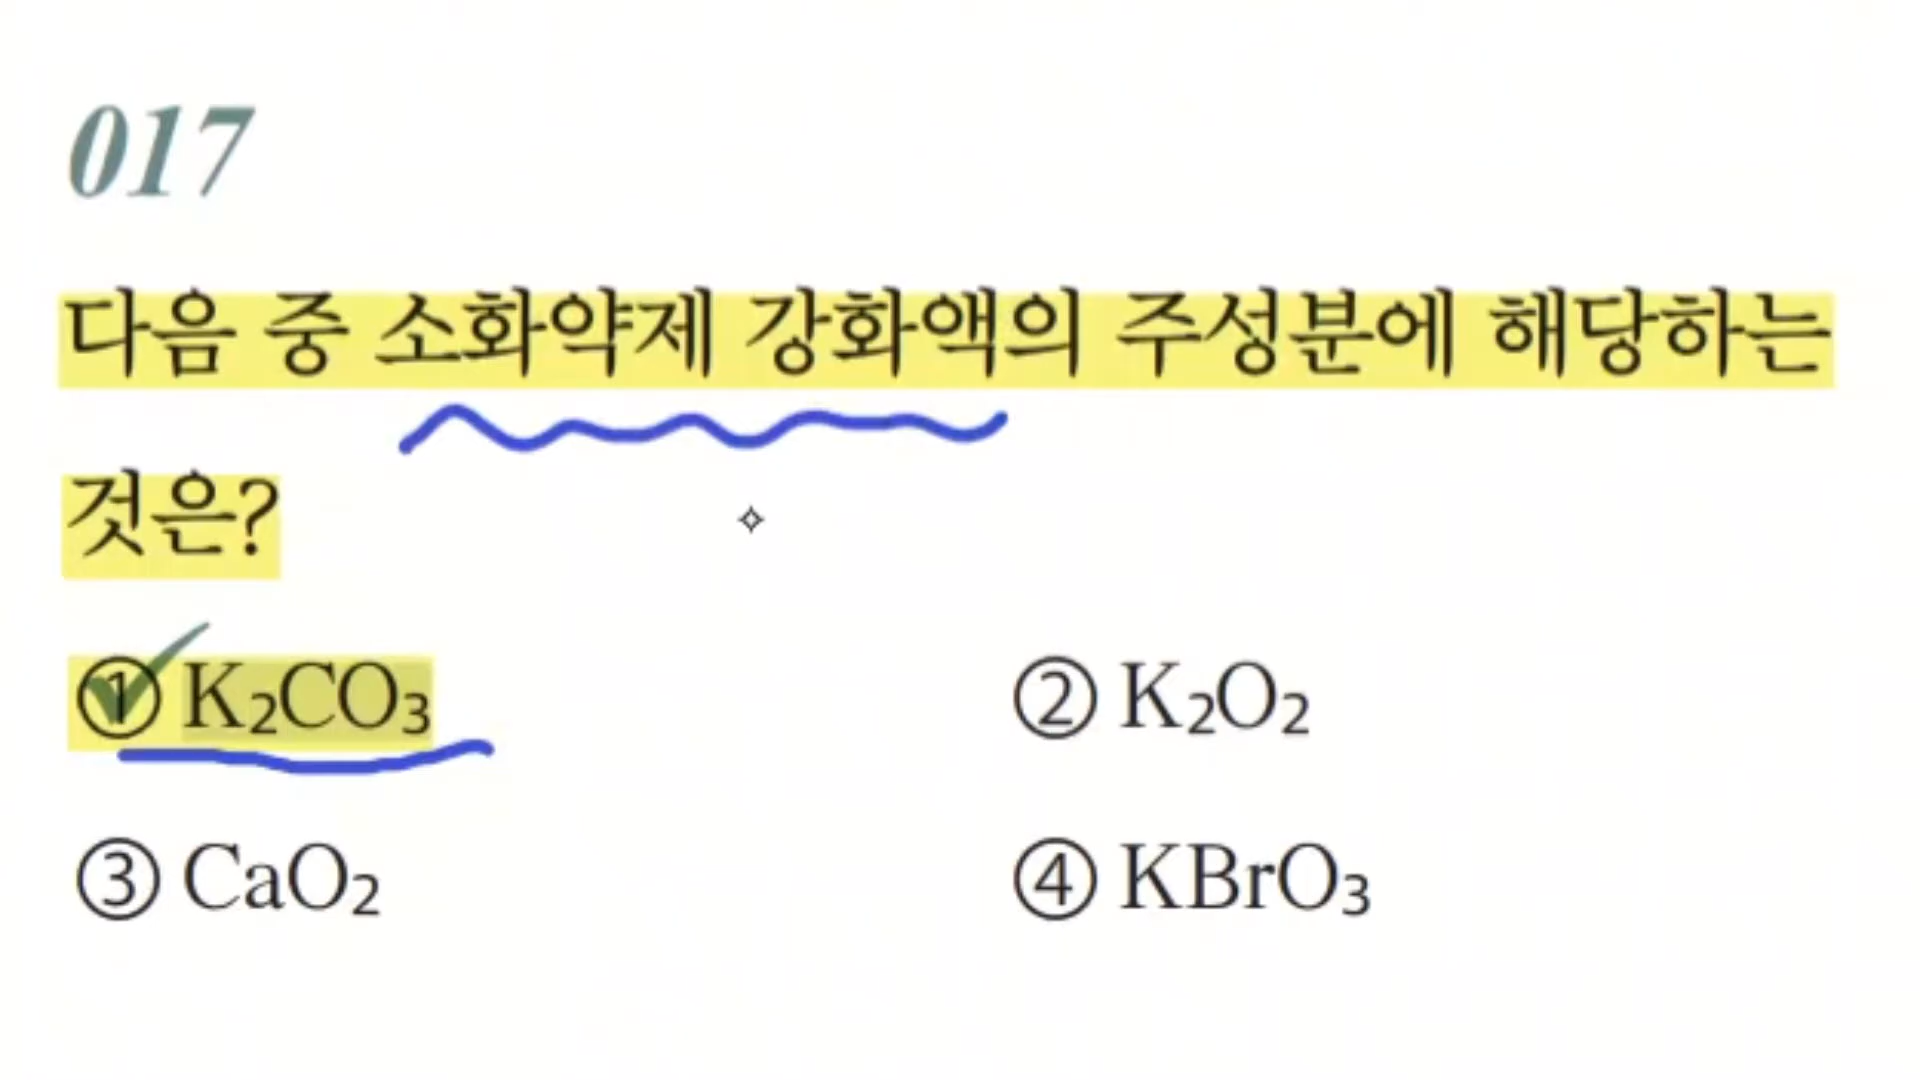 017
다음 중 소화약제 강화액의 주성분에 해당하는
것은?
① K₂CO₃ ② K₂O₂
③ CaO₂ ④ KBrO₃